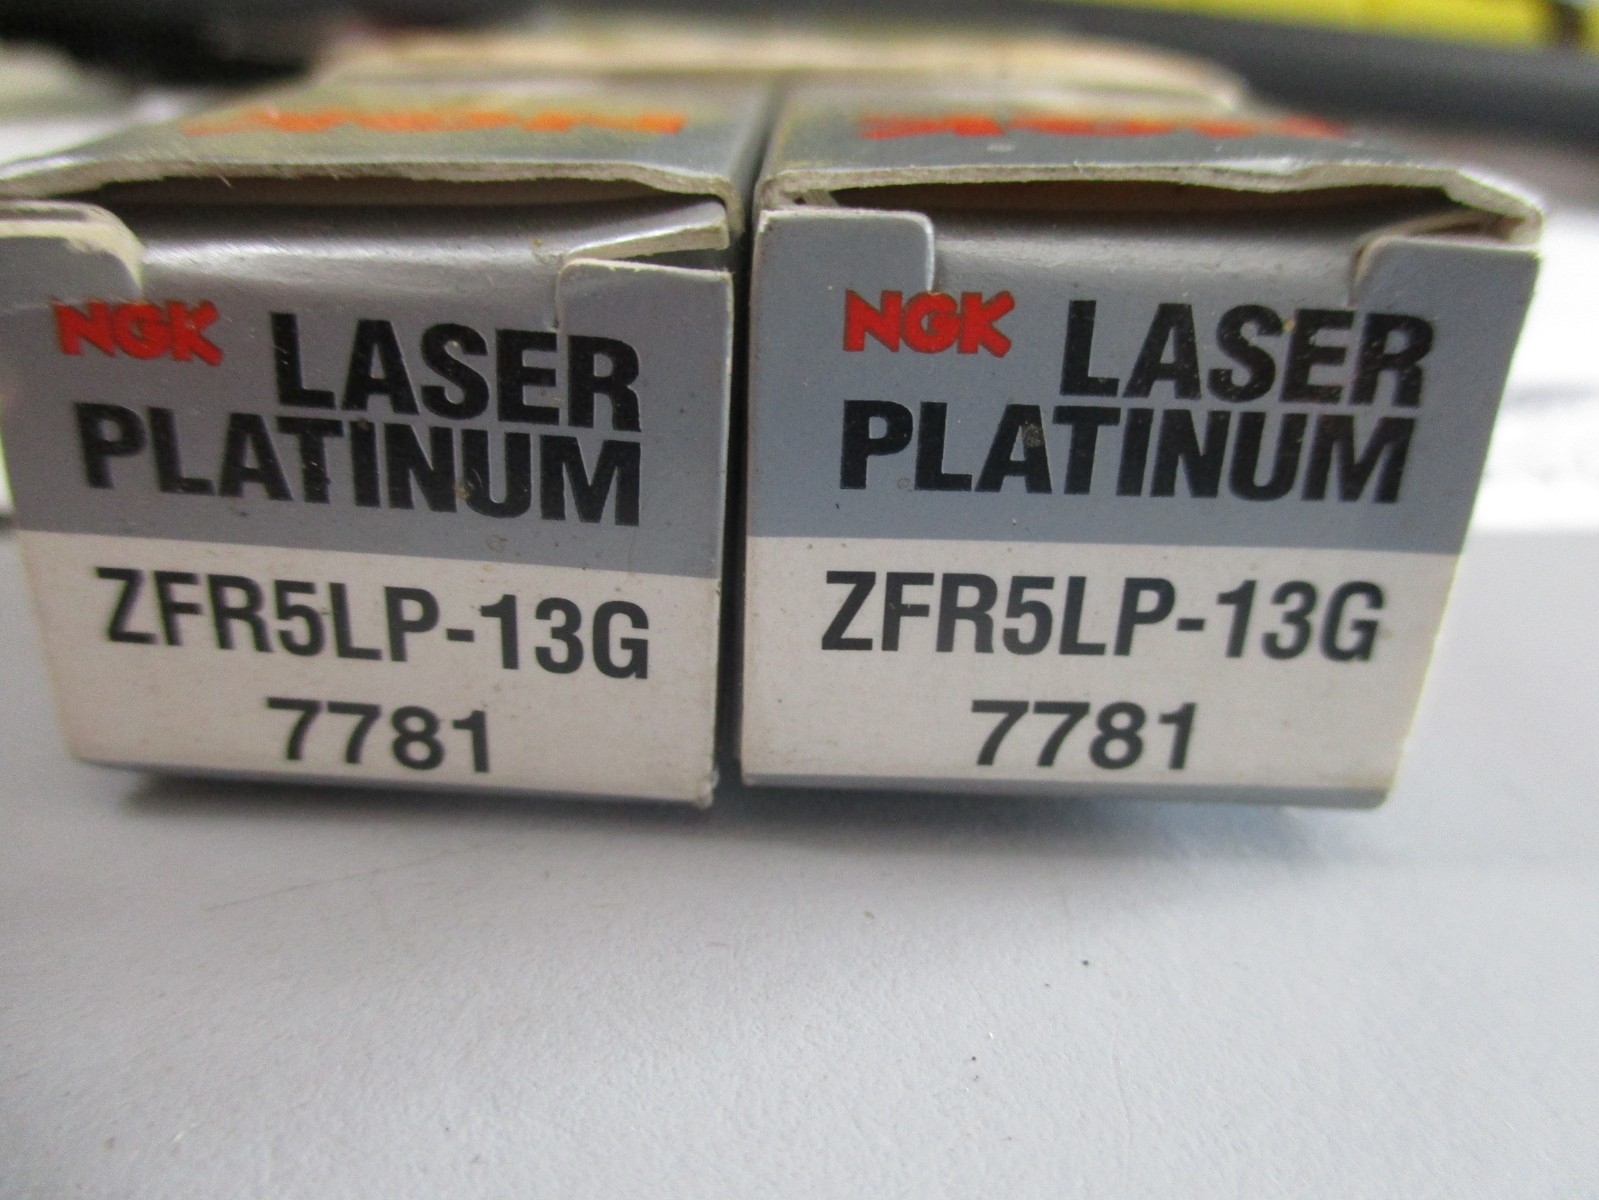 NGK LASER
PLATINUM
ZFR5LP-13G
7781
NGK LASER
PLATINUM
ZFR5LP-13G
7781